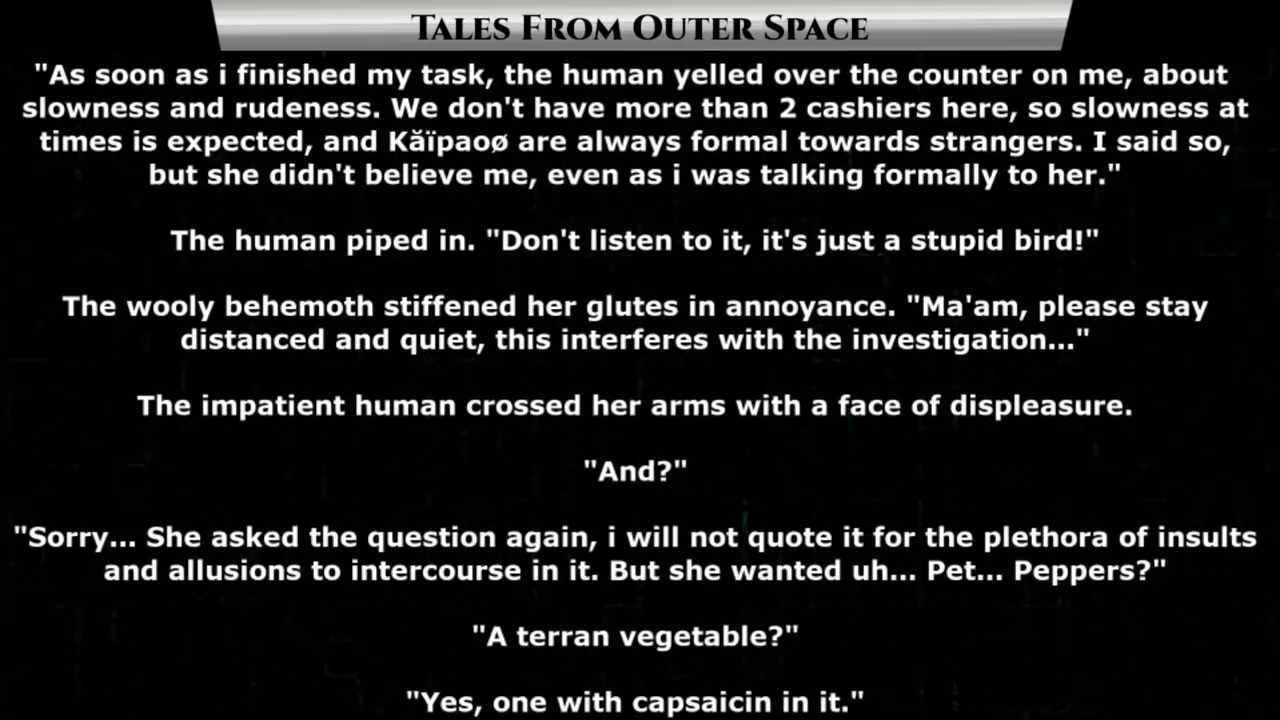 Tales From Outer Space
"As soon as i finished my task, the human yelled over the counter on me, about
slowness and rudeness. We don't have more than 2 cashiers here, so slowness at
times is expected, and Kăïpaoø are always formal towards strangers. I said so,
but she didn't believe me, even as i was talking formally to her."
The human piped in. "Don't listen to it, it's just a stupid bird!"
The wooly behemoth stiffened her glutes in annoyance. "Ma'am, please stay
distanced and quiet, this interferes with the investigation..."
The impatient human crossed her arms with a face of displeasure.
"And?"
"Sorry... She asked the question again, i will not quote it for the plethora of insults
and allusions to intercourse in it. But she wanted uh... Pet... Peppers?"
"A terran vegetable?"
"Yes, one with capsaicin in it."